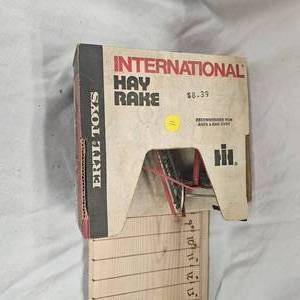 INTERNATIONAL
HAY
RAKE
$8.39
RECOMMENDED FOR
AGES 4 AND OVER
ERTL TOYS
IH